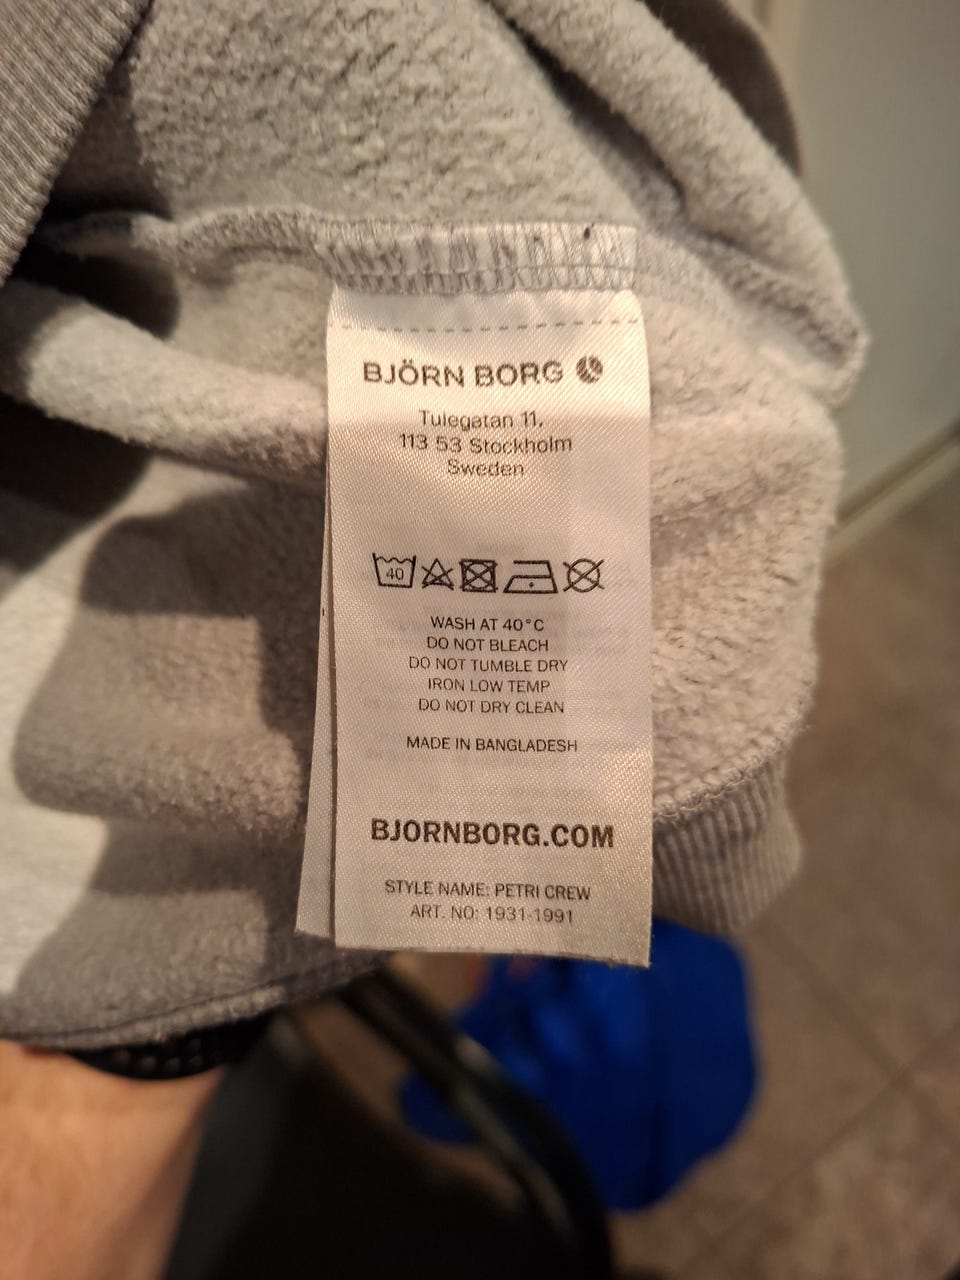 BJÖRN BORG
Tulegatan 11,
113 53 Stockholm
Sweden
40
WASH AT 40°C
DO NOT BLEACH
DO NOT TUMBLE DRY
IRON LOW TEMP
DO NOT DRY CLEAN
MADE IN BANGLADESH
BJORNBORG.COM
STYLE NAME: PETRI CREW
ART. NO: 1931-1991